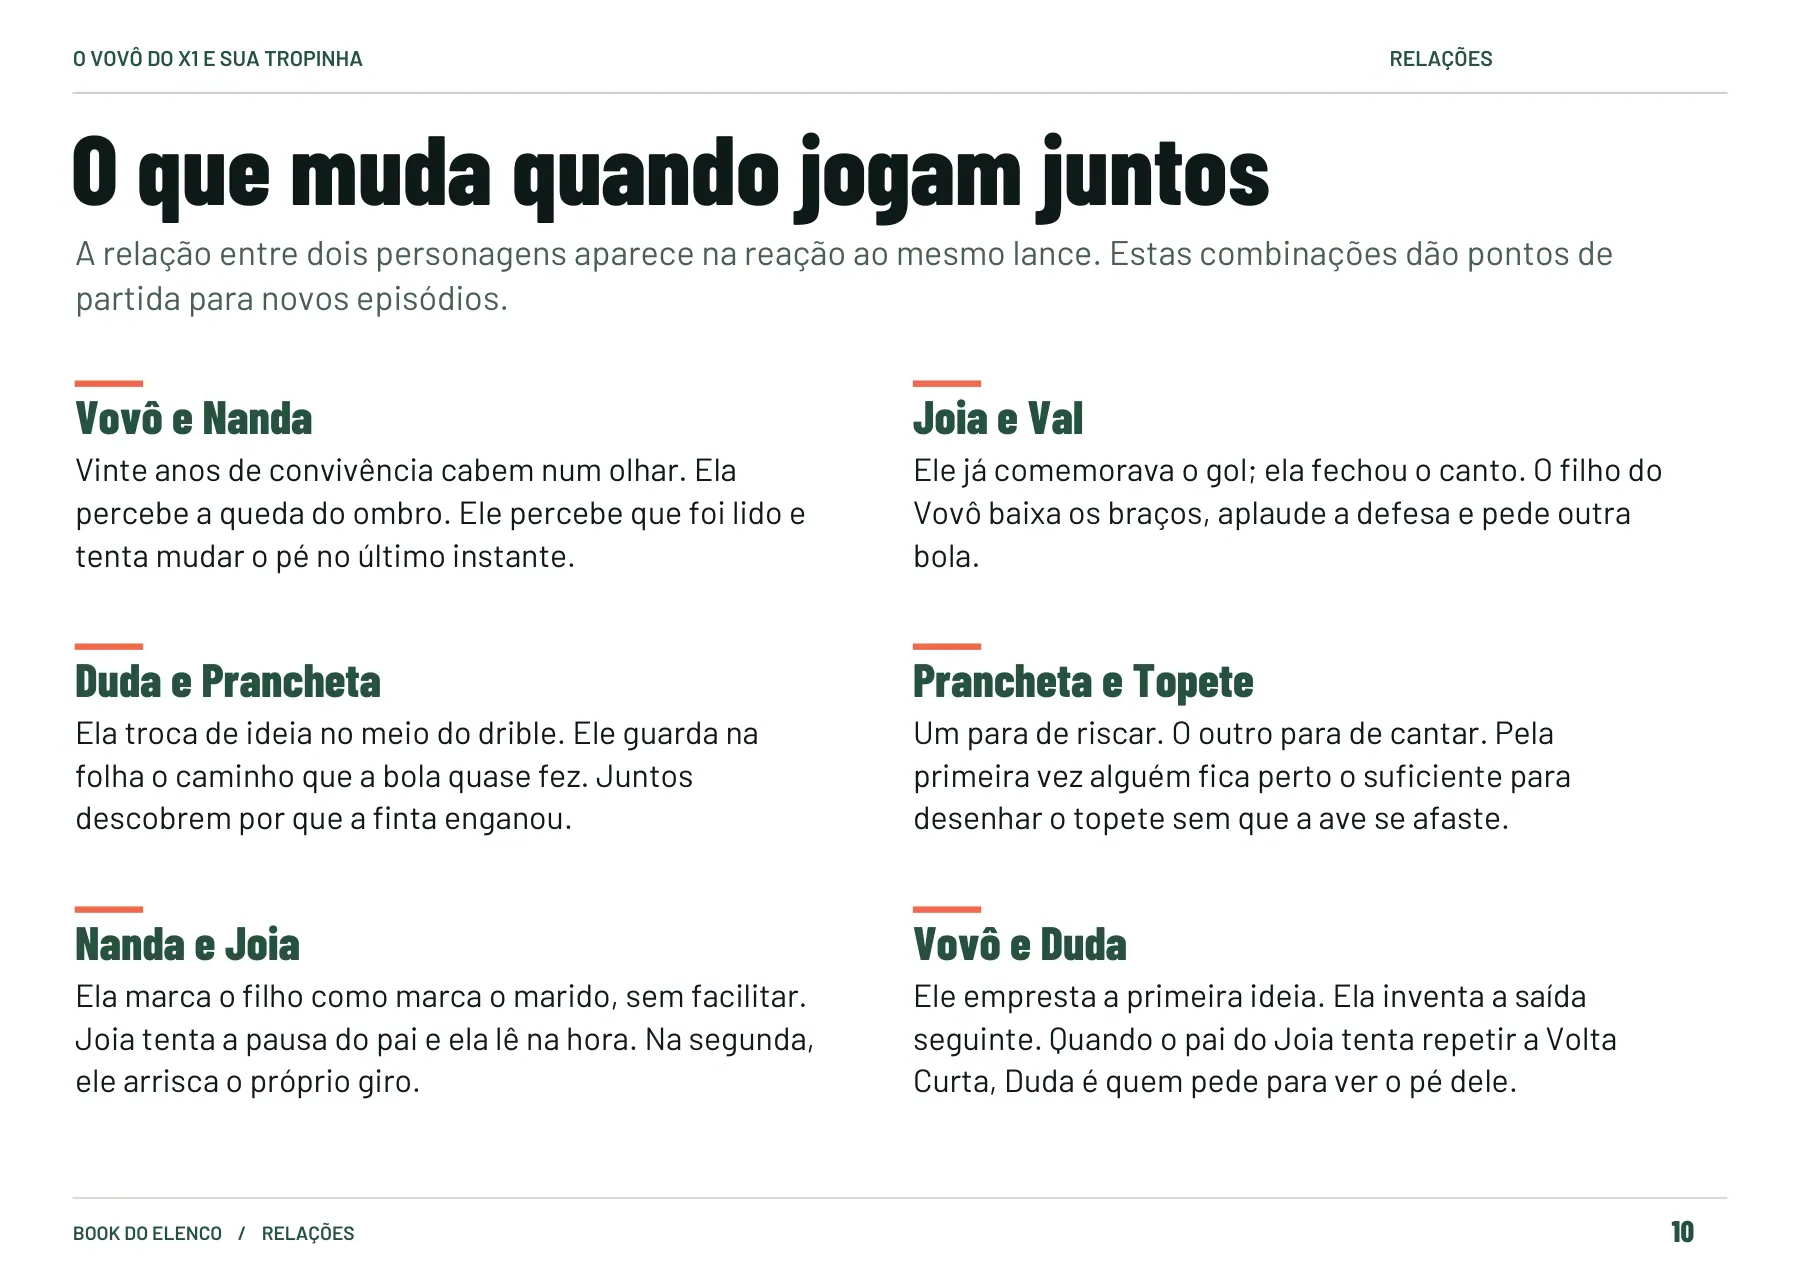 O VOVÔ DO X1 E SUA TROPINHA
RELAÇÕES
O que muda quando jogam juntos
A relação entre dois personagens aparece na reação ao mesmo lance. Estas combinações dão pontos de
partida para novos episódios.
Vovô e Nanda
Vinte anos de convivência cabem num olhar. Ela
percebe a queda do ombro. Ele percebe que foi lido e
tenta mudar o pé no último instante.
Joia e Val
Ele já comemorava o gol; ela fechou o canto. O filho do
Vovô baixa os braços, aplaude a defesa e pede outra
bola.
Duda e Prancheta
Ela troca de ideia no meio do drible. Ele guarda na
folha o caminho que a bola quase fez. Juntos
descobrem por que a finta enganou.
Prancheta e Topete
Um para de riscar. O outro para de cantar. Pela
primeira vez alguém fica perto o suficiente para
desenhar o topete sem que a ave se afaste.
Nanda e Joia
Ela marca o filho como marca o marido, sem facilitar.
Joia tenta a pausa do pai e ela lê na hora. Na segunda,
ele arrisca o próprio giro.
Vovô e Duda
Ele empresta a primeira ideia. Ela inventa a saída
seguinte. Quando o pai do Joia tenta repetir a Volta
Curta, Duda é quem pede para ver o pé dele.
BOOK DO ELENCO / RELAÇÕES
10